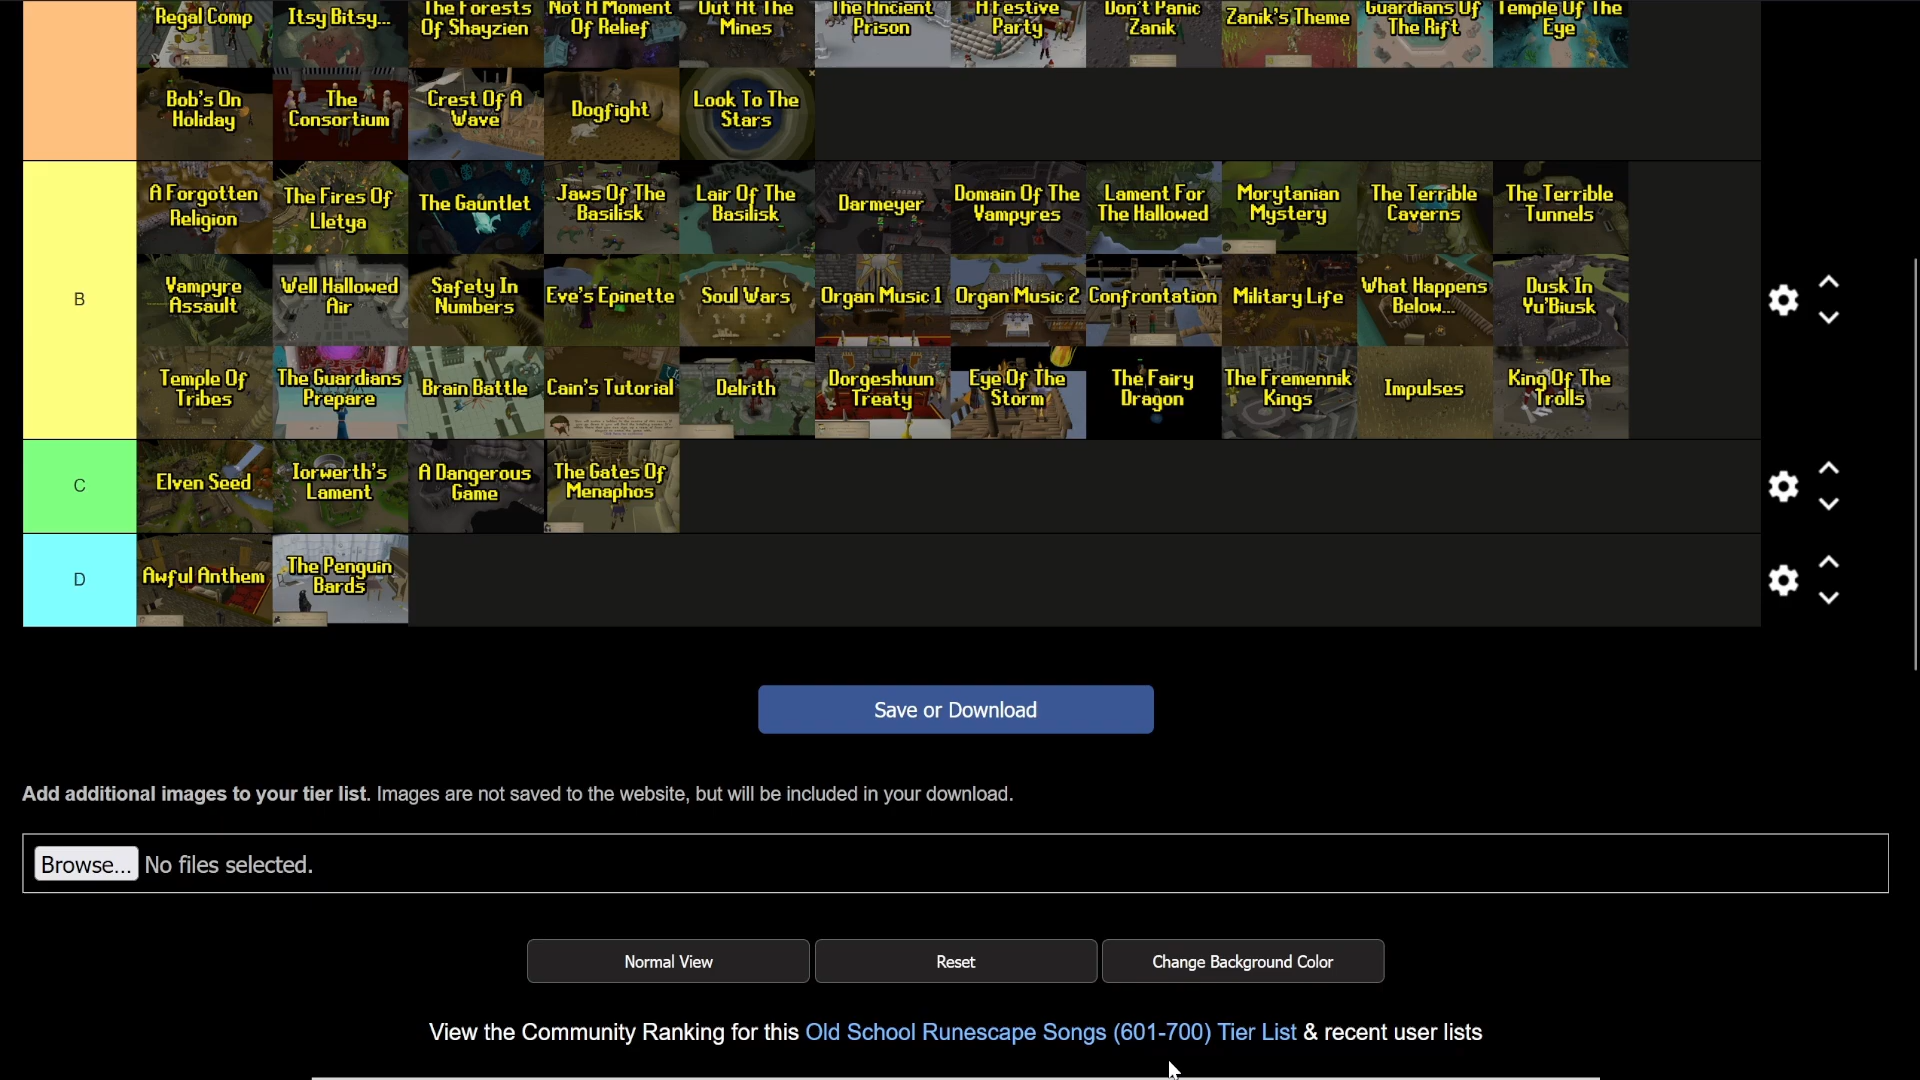 Regal Comp
Itsy Bitsy...
The Forests
Of Shayzien
Not A Moment
Of Relief
Out At The
Mines
The Ancient
Prison
A Festive
Party
Don't Panic
Zanik
Zanik's Theme
Guardians Of
The Rift
Temple Of The
Eye
Bob's On
Holiday
The
Consortium
Crest Of A
Wave
Dogfight
Look To The
Stars
B
A Forgotten
Religion
The Fires Of
Lletya
The Gauntlet
Jaws Of The
Basilisk
Lair Of The
Basilisk
Darmeyer
Domain Of The
Vampyres
Lament For
The Hallowed
Morytanian
Mystery
The Terrible
Caverns
The Terrible
Tunnels
Vampyre
Assault
Well Hallowed
Air
Safety In
Numbers
Eve's Epinette
Soul Wars
Organ Music 1
Organ Music 2
Confrontation
Military Life
What Happens
Below...
Dusk In
Yu'Biusk
Temple Of
Tribes
The Guardians
Prepare
Brain Battle
Cain's Tutorial
Delrith
Dorgeshuun
Treaty
Eye Of The
Storm
The Fairy
Dragon
The Fremennik
Kings
Impulses
King Of The
Trolls
C
Elven Seed
Iorwerth's
Lament
A Dangerous
Game
The Gates Of
Menaphos
D
Awful Anthem
The Penguin
Bards
Save or Download
Add additional images to your tier list. Images are not saved to the website, but will be included in your download.
Browse... No files selected.
Normal View
Reset
Change Background Color
View the Community Ranking for this Old School Runescape Songs (601-700) Tier List & recent user lists